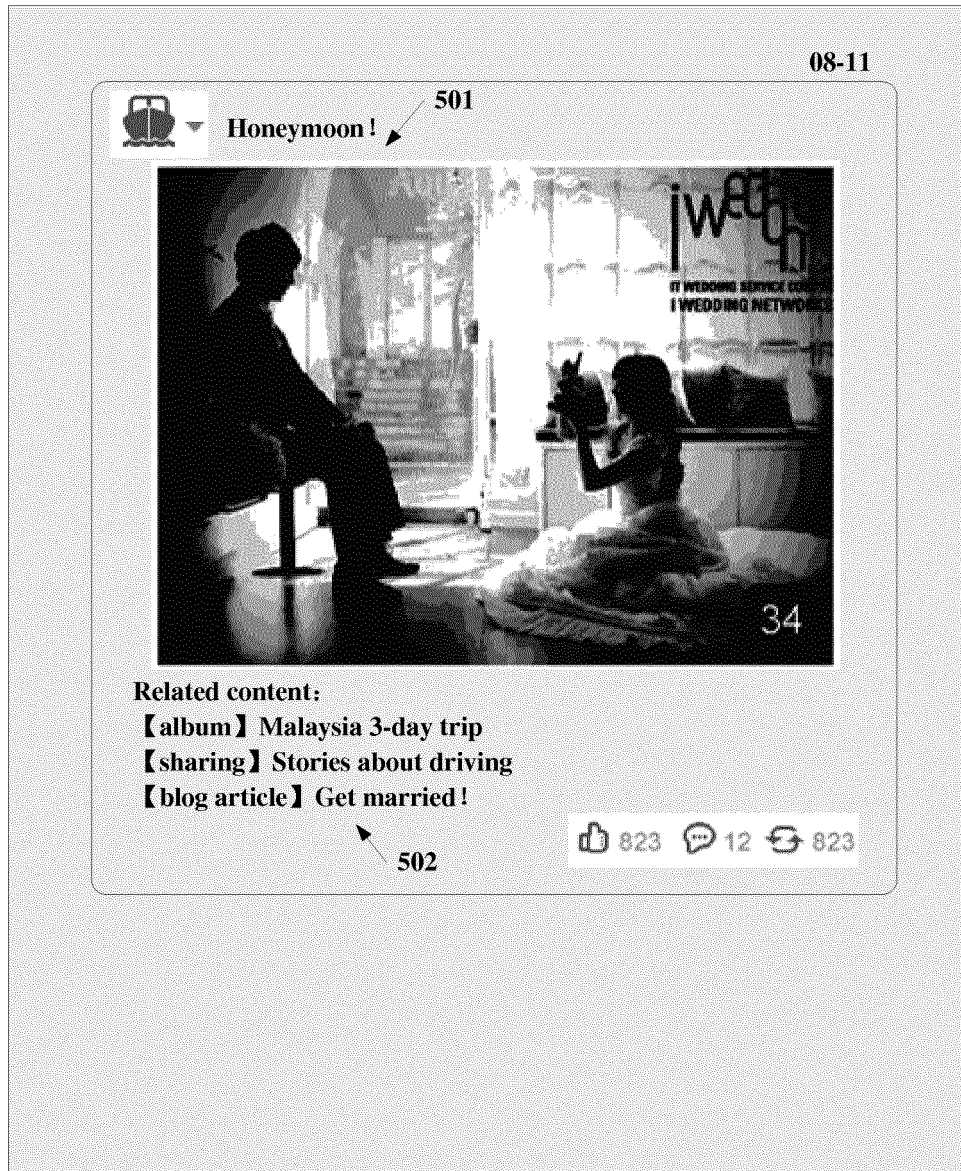 08-11
501
Honeymoon!
iwedding
IT WEDDING SERVICE
I WEDDING NETWORKS
34
Related content:
【album】Malaysia 3-day trip
【sharing】Stories about driving
【blog article】Get married!
823 12 823
502